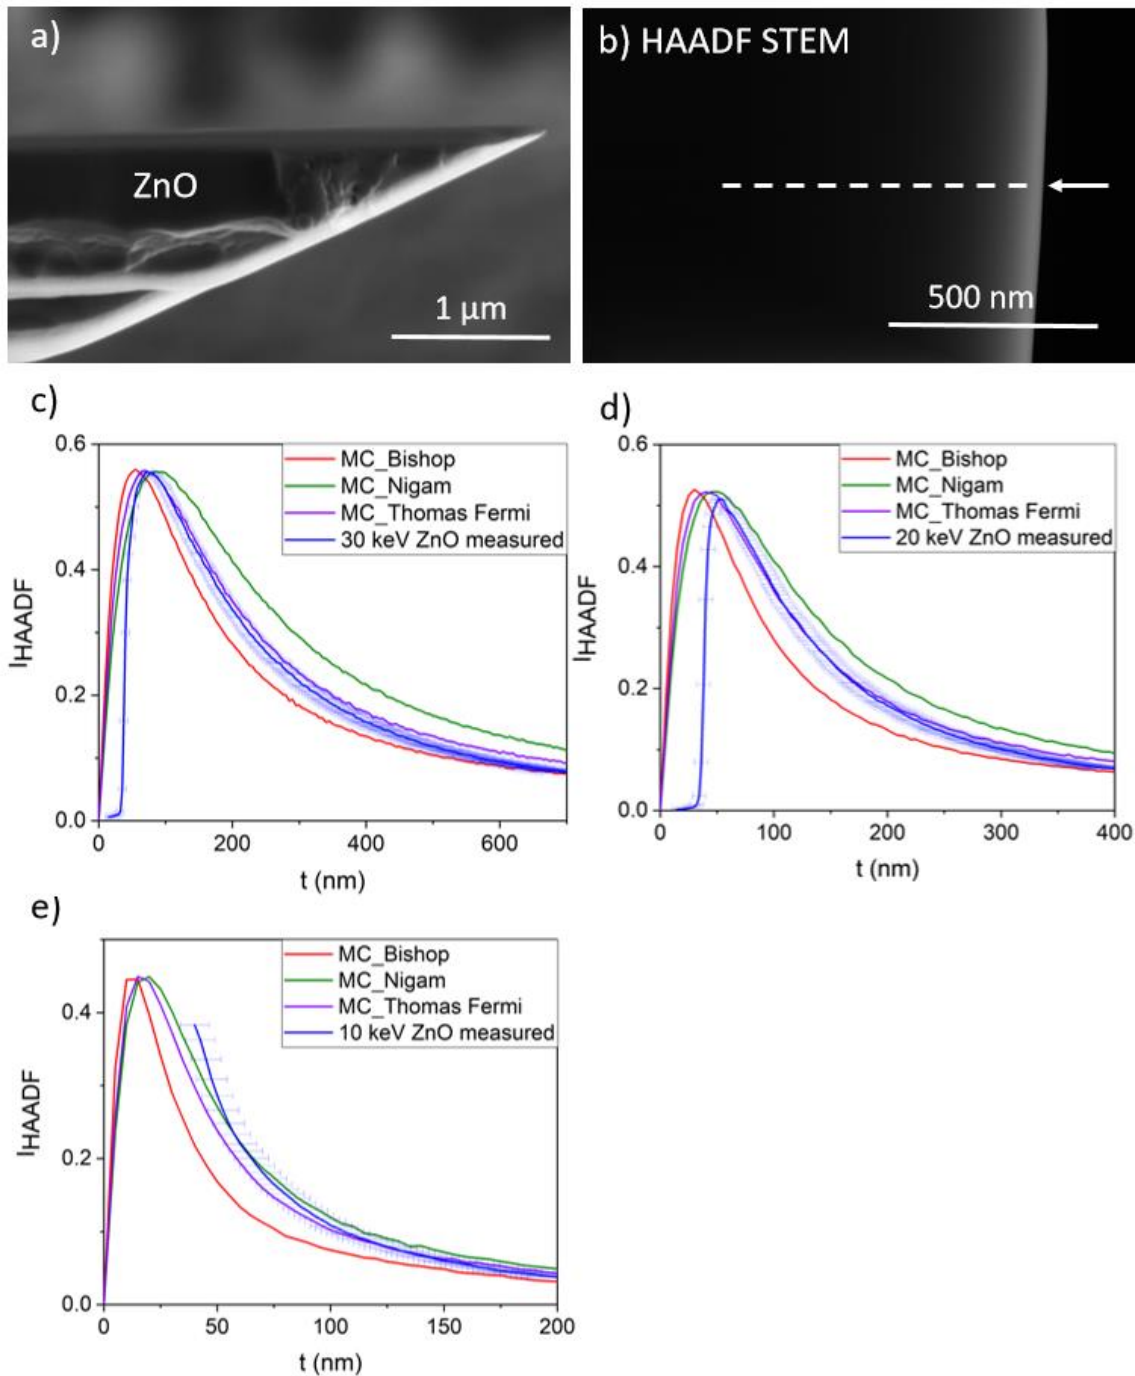 a)
ZnO
1 µm
b) HAADF STEM
500 nm
c)
0.6
0.4
0.2
0.0
I_HAADF
0
200
400
600
t (nm)
MC_Bishop
MC_Nigam
MC_Thomas Fermi
30 keV ZnO measured
d)
0.6
0.4
0.2
0.0
I_HAADF
0
100
200
300
400
t (nm)
MC_Bishop
MC_Nigam
MC_Thomas Fermi
20 keV ZnO measured
e)
0.4
0.2
0.0
I_HAADF
0
50
100
150
200
t (nm)
MC_Bishop
MC_Nigam
MC_Thomas Fermi
10 keV ZnO measured